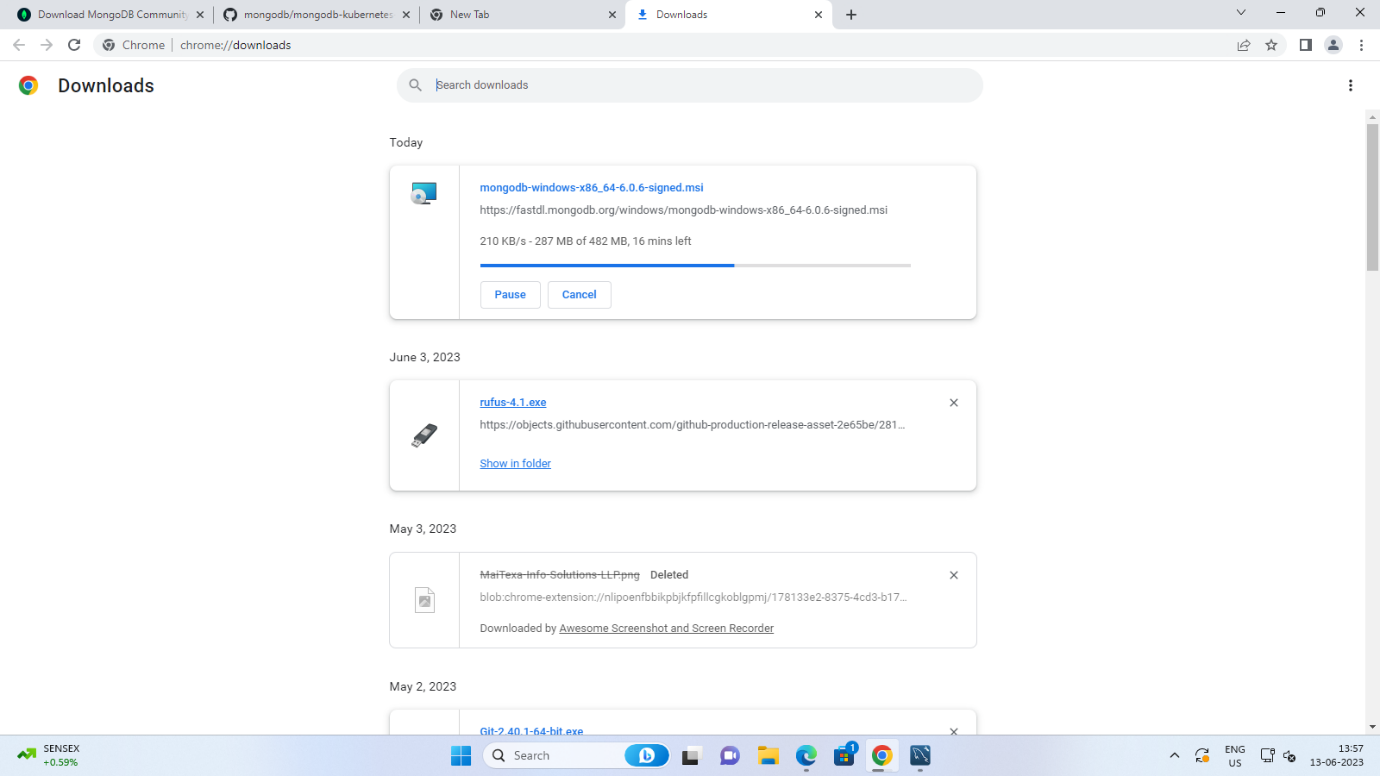 Download MongoDB Community
mongodb/mongodb-kubernetes
New Tab
Downloads
Chrome
chrome://downloads
Downloads
Search downloads
Today
mongodb-windows-x86_64-6.0.6-signed.msi
https://fastdl.mongodb.org/windows/mongodb-windows-x86_64-6.0.6-signed.msi
210 KB/s - 287 MB of 482 MB, 16 mins left
Pause
Cancel
June 3, 2023
rufus-4.1.exe
https://objects.githubusercontent.com/github-production-release-asset-2e65be/281…
Show in folder
May 3, 2023
MaiTexa-Info-Solutions-LLP.png Deleted
blob:chrome-extension://nlipoenfbbikpbjkfpfillcgkoblgpmj/178133e2-8375-4cd3-b17…
Downloaded by Awesome Screenshot and Screen Recorder
May 2, 2023
Git-2.40.1-64-bit.exe
SENSEX
+0.59%
Search
1
ENG
US
13:57
13-06-2023